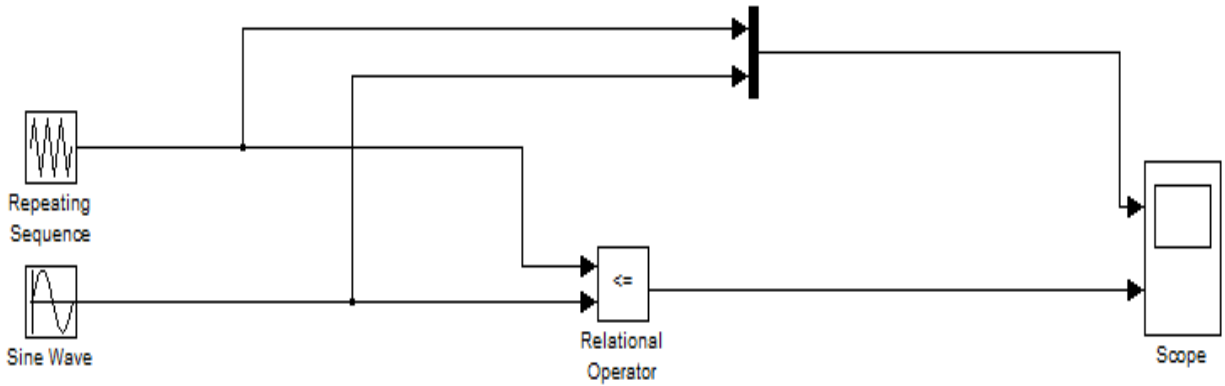 Repeating
Sequence
Sine Wave
<=
Relational
Operator
Scope